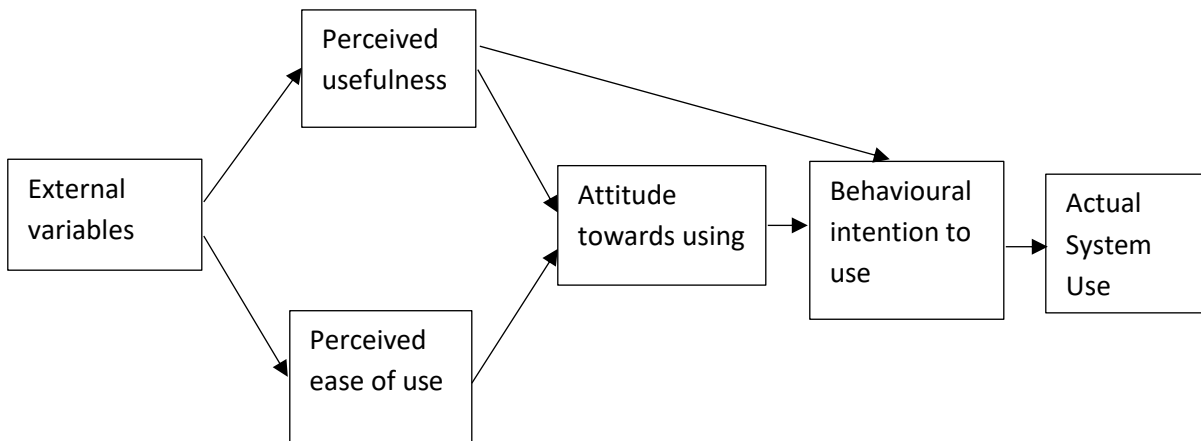 Perceived
usefulness
External
variables
Perceived
ease of use
Attitude
towards using
Behavioural
intention to
use
Actual
System
Use